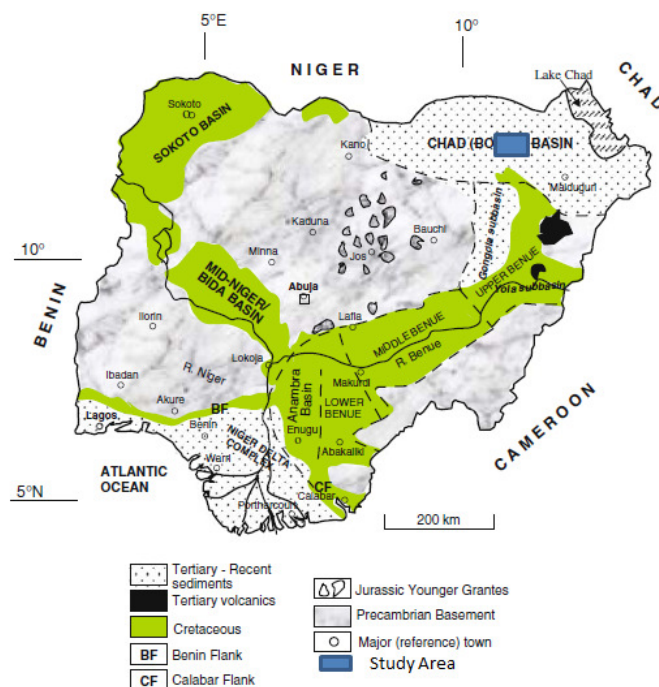 5°E
10°
NIGER
CHAD
Lake Chad
Sokoto
SOKOTO BASIN
Kano
CHAD (BO BASIN
Maiduguri
Kaduna
Jos
Bauchi
Gongola subbasin
10°
Minna
Abuja
MID-NIGER/
BIDA BASIN
UPPER BENUE
Yola subbasin
BENIN
Ilorin
Lafia
MIDDLE BENUE
R. Benue
Lokoja
Makurdi
R. Niger
Ibadan
Akure
BF
Anambra
Basin
LOWER
BENUE
CAMEROON
Lagos
Benin
Enugu
Abakaliki
NIGER DELTA
COMPLEX
Warri
ATLANTIC
OCEAN
CF
Calabar
5°N
Portharcourt
200 km
Tertiary - Recent
sediments
Tertiary volcanics
Cretaceous
BF Benin Flank
CF Calabar Flank
Jurassic Younger Grantes
Precambrian Basement
Major (reference) town
Study Area